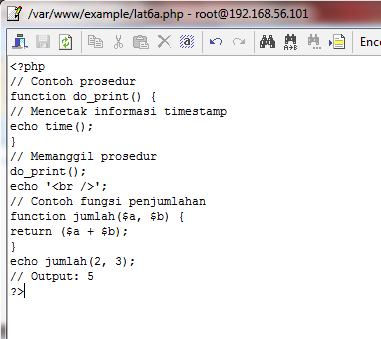 /var/www/example/lat6a.php - root@192.168.56.101
Enco
<?php
// Contoh prosedur
function do_print() {
// Mencetak informasi timestamp
echo time();
}
// Memanggil prosedur
do_print();
echo '<br />';
// Contoh fungsi penjumlahan
function jumlah($a, $b) {
return ($a + $b);
}
echo jumlah(2, 3);
// Output: 5
?>